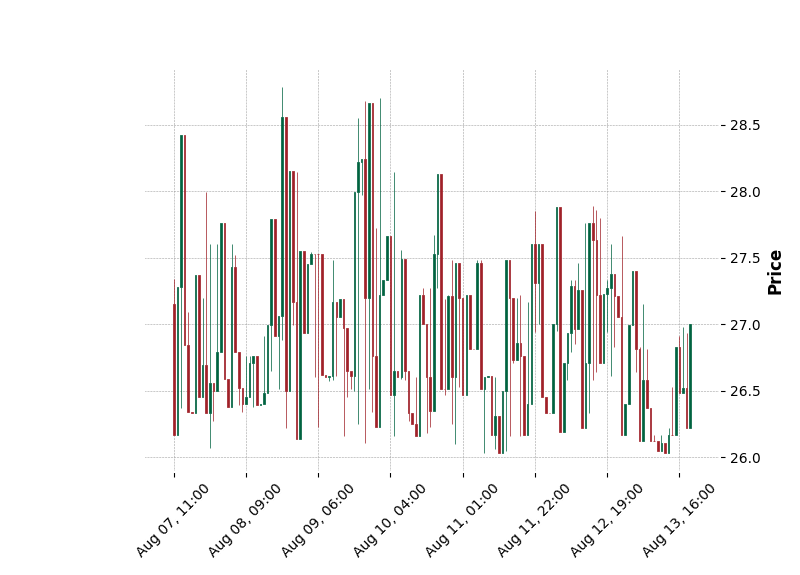 28.5
28.0
27.5
27.0
26.5
26.0
Price
Aug 07, 11:00
Aug 08, 09:00
Aug 09, 06:00
Aug 10, 04:00
Aug 11, 01:00
Aug 11, 22:00
Aug 12, 19:00
Aug 13, 16:00